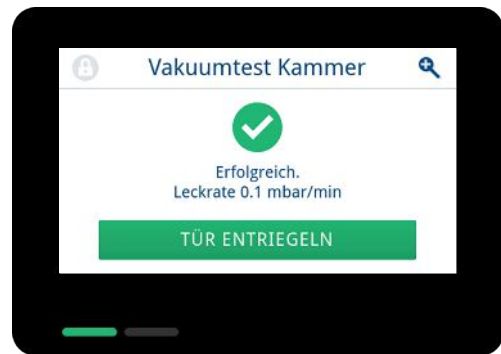 Vakuumtest Kammer
Erfolgreich.
Leckrate 0.1 mbar/min
TÜR ENTRIEGELN